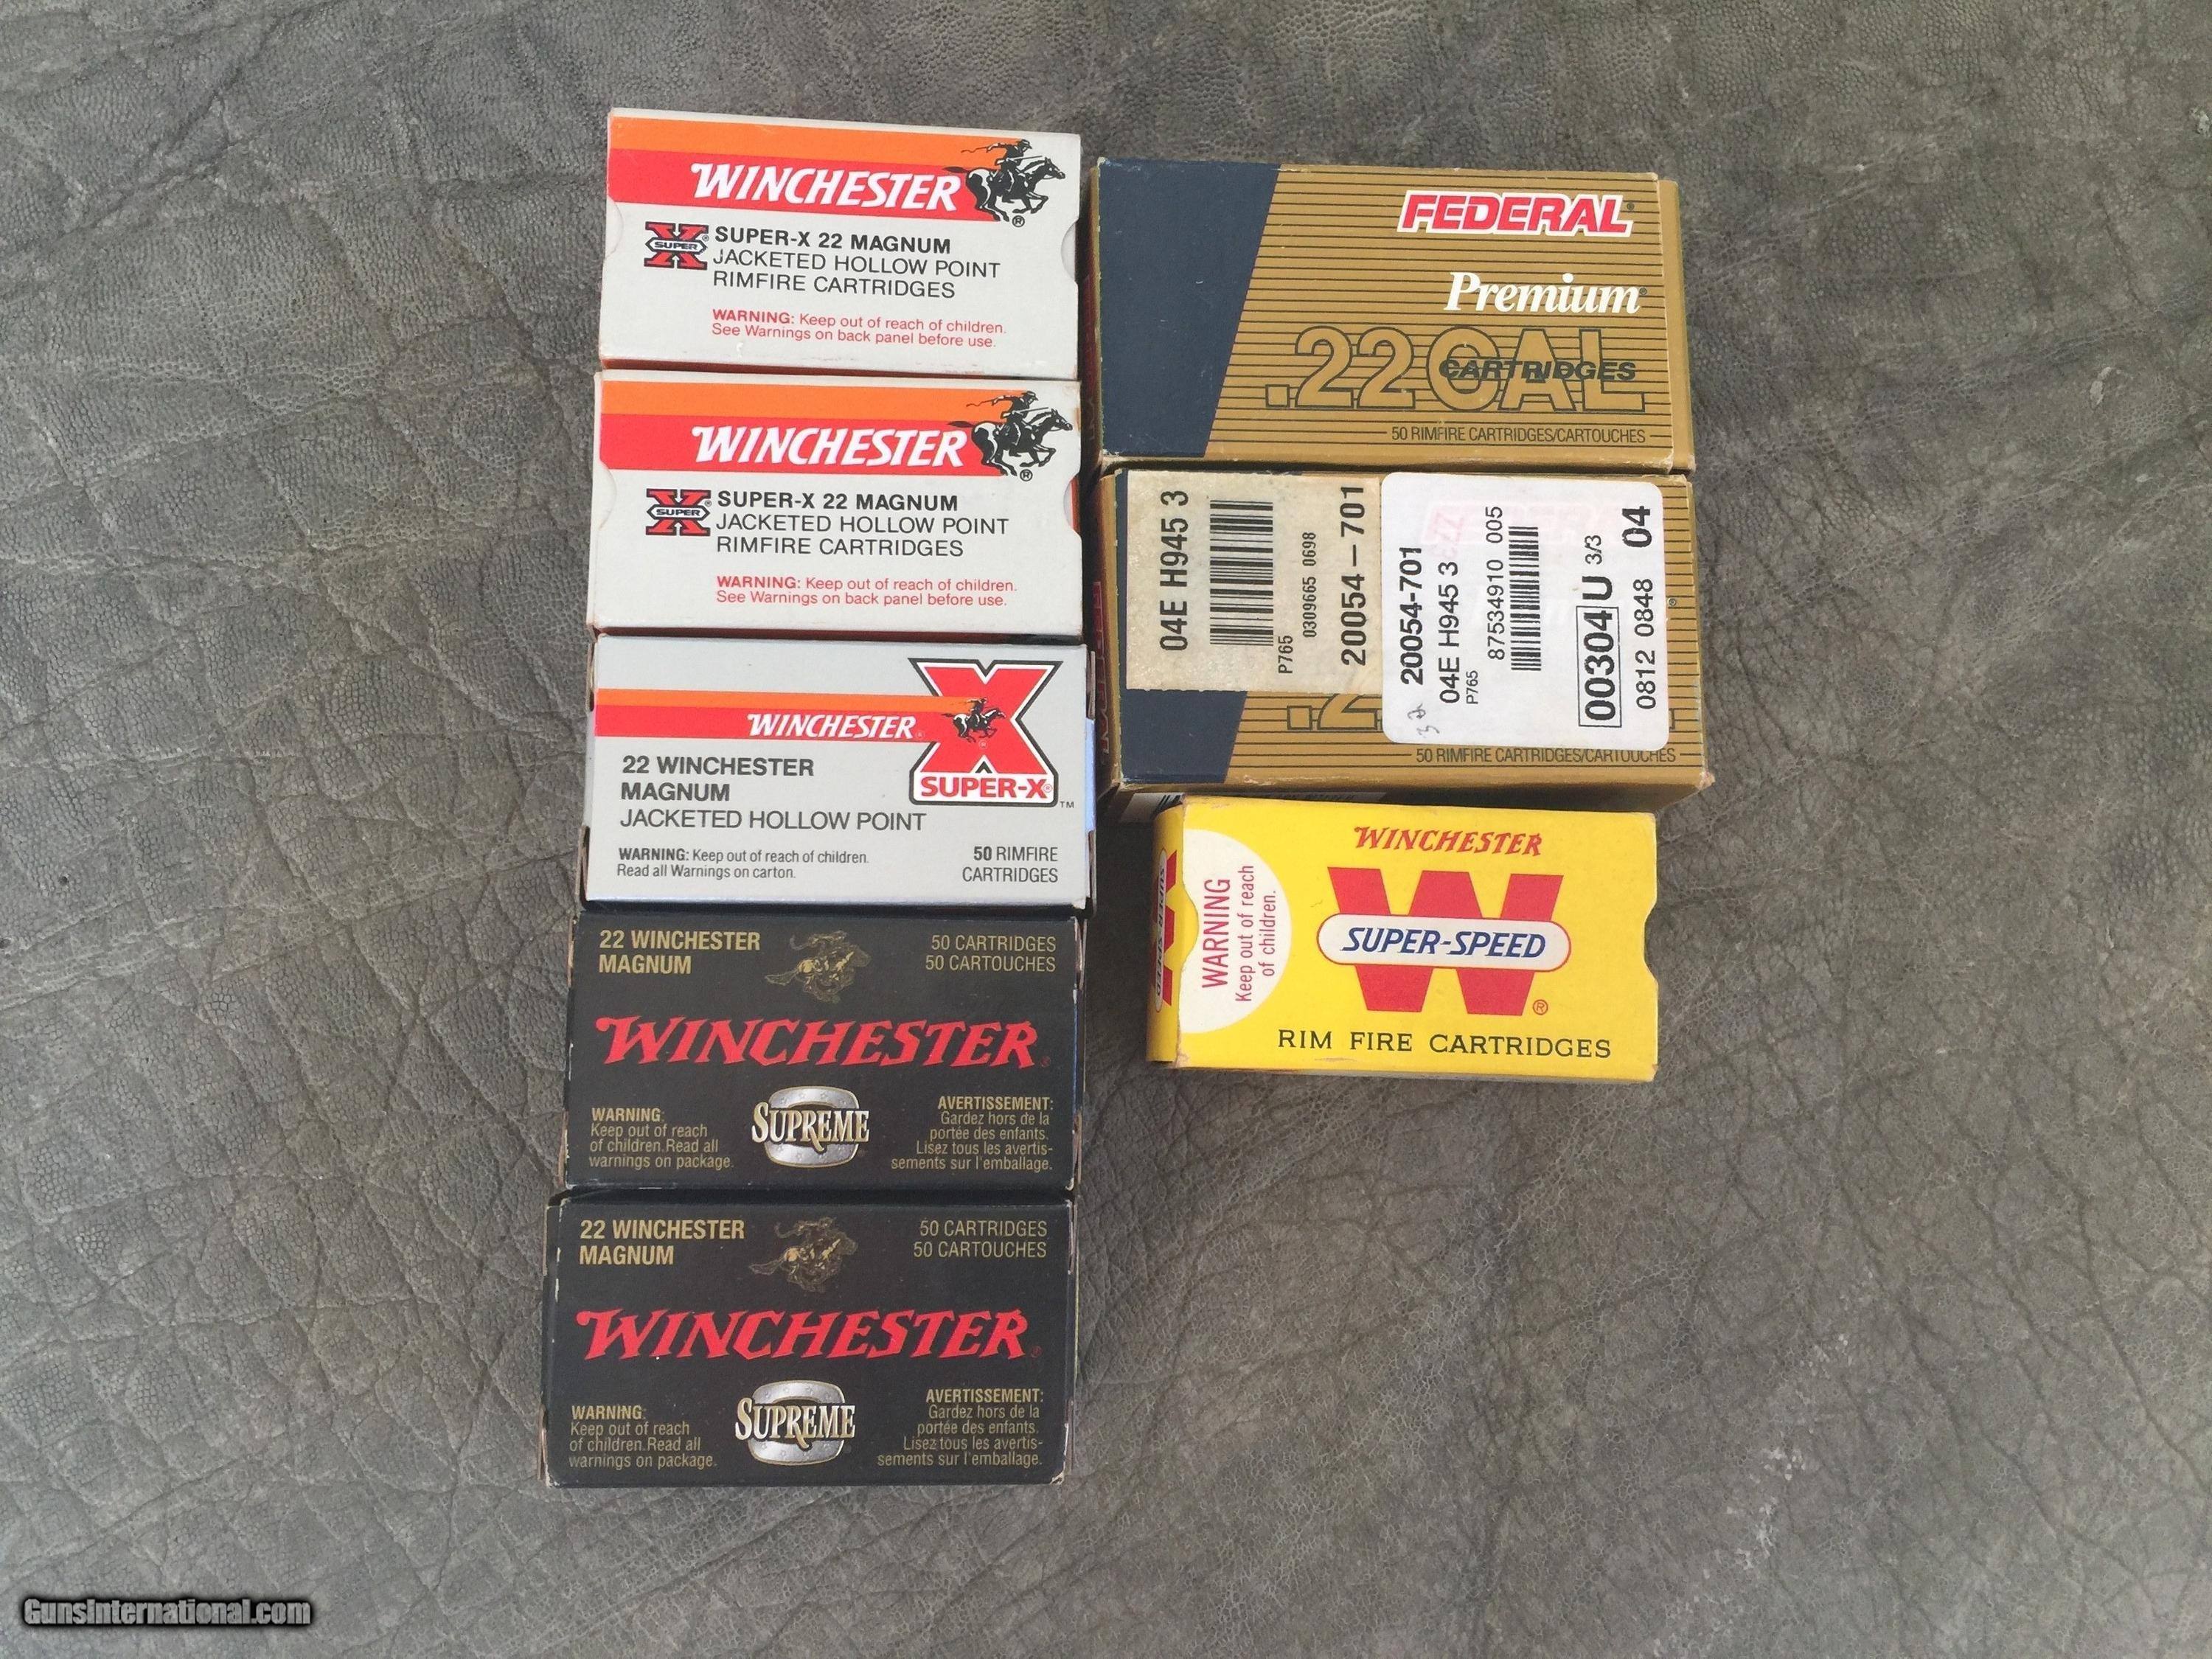 WINCHESTER
®
SUPER X ® SUPER-X 22 MAGNUM
JACKETED HOLLOW POINT
RIMFIRE CARTRIDGES
WARNING: Keep out of reach of children.
See Warnings on back panel before use.
WINCHESTER
®
SUPER X ® SUPER-X 22 MAGNUM
JACKETED HOLLOW POINT
RIMFIRE CARTRIDGES
WARNING: Keep out of reach of children.
See Warnings on back panel before use.
WINCHESTER
X
SUPER-X®
TM
22 WINCHESTER
MAGNUM
JACKETED HOLLOW POINT
WARNING: Keep out of reach of children.
Read all Warnings on carton.
50 RIMFIRE
CARTRIDGES
22 WINCHESTER
MAGNUM
50 CARTRIDGES
50 CARTOUCHES
WINCHESTER®
WARNING:
Keep out of reach
of children.Read all
warnings on package.
SUPREME
AVERTISSEMENT:
Gardez hors de la
portée des enfants.
Lisez tous les avertis-
sements sur l'emballage.
22 WINCHESTER
MAGNUM
50 CARTRIDGES
50 CARTOUCHES
WINCHESTER®
WARNING:
Keep out of reach
of children.Read all
warnings on package.
SUPREME
AVERTISSEMENT:
Gardez hors de la
portée des enfants.
Lisez tous les avertis-
sements sur l'emballage.
FEDERAL®
Premium®
.22 CAL
CARTRIDGES
50 RIMFIRE CARTRIDGES/CARTOUCHES
04E H945 3
P765
0309665 0698
20054-701
20054-701
04E H945 3
P765
87534910 005
00304 U 3/3
0812 0848 04
.2
50 RIMFIRE CARTRIDGES/CARTOUCHES
WARNING
Keep out of reach
of children.
WINCHESTER
W
SUPER-SPEED
®
RIM FIRE CARTRIDGES
GunsInternational.com